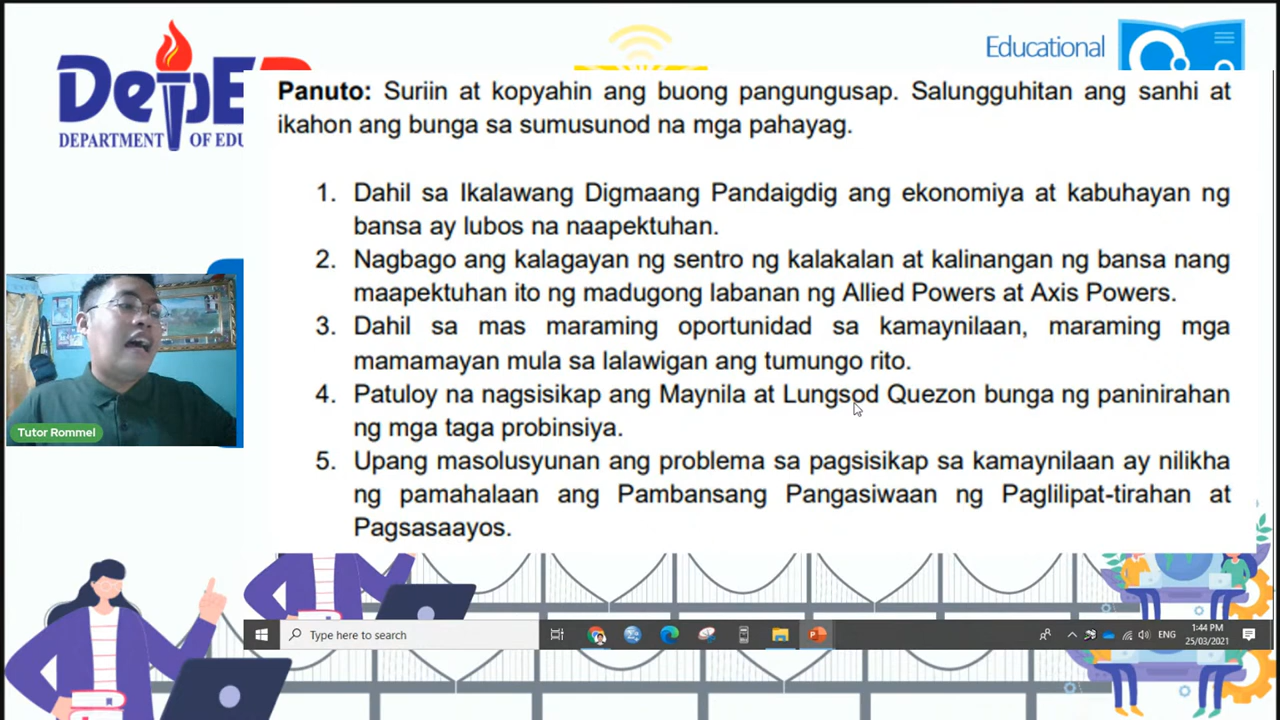 DepE
DEPARTMENT OF EDU
Educational
Panuto: Suriin at kopyahin ang buong pangungusap. Salungguhitan ang sanhi at
ikahon ang bunga sa sumusunod na mga pahayag.
1. Dahil sa Ikalawang Digmaang Pandaigdig ang ekonomiya at kabuhayan ng
bansa ay lubos na naapektuhan.
2. Nagbago ang kalagayan ng sentro ng kalakalan at kalinangan ng bansa nang
maapektuhan ito ng madugong labanan ng Allied Powers at Axis Powers.
3. Dahil sa mas maraming oportunidad sa kamaynilaan, maraming mga
mamamayan mula sa lalawigan ang tumungo rito.
4. Patuloy na nagsisikap ang Maynila at Lungsod Quezon bunga ng paninirahan
ng mga taga probinsiya.
5. Upang masolusyunan ang problema sa pagsisikap sa kamaynilaan ay nilikha
ng pamahalaan ang Pambansang Pangasiwaan ng Paglilipat-tirahan at
Pagsasaayos.
Tutor Rommel
Type here to search
ENG
1:44 PM
25/03/2021